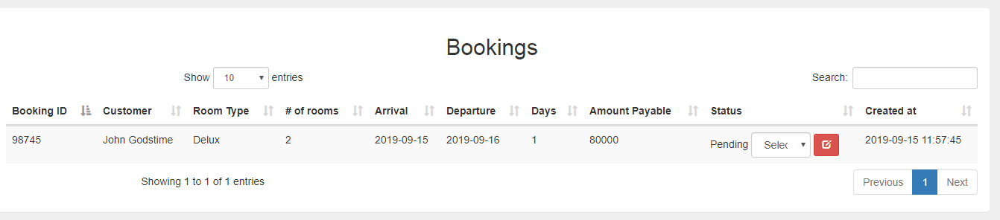 Bookings
Show 10 entries Search:
Booking ID Customer Room Type # of rooms Arrival Departure Days Amount Payable Status Created at
98745 John Godstime Delux 2 2019-09-15 2019-09-16 1 80000 Pending Selec 2019-09-15 11:57:45
Showing 1 to 1 of 1 entries Previous 1 Next